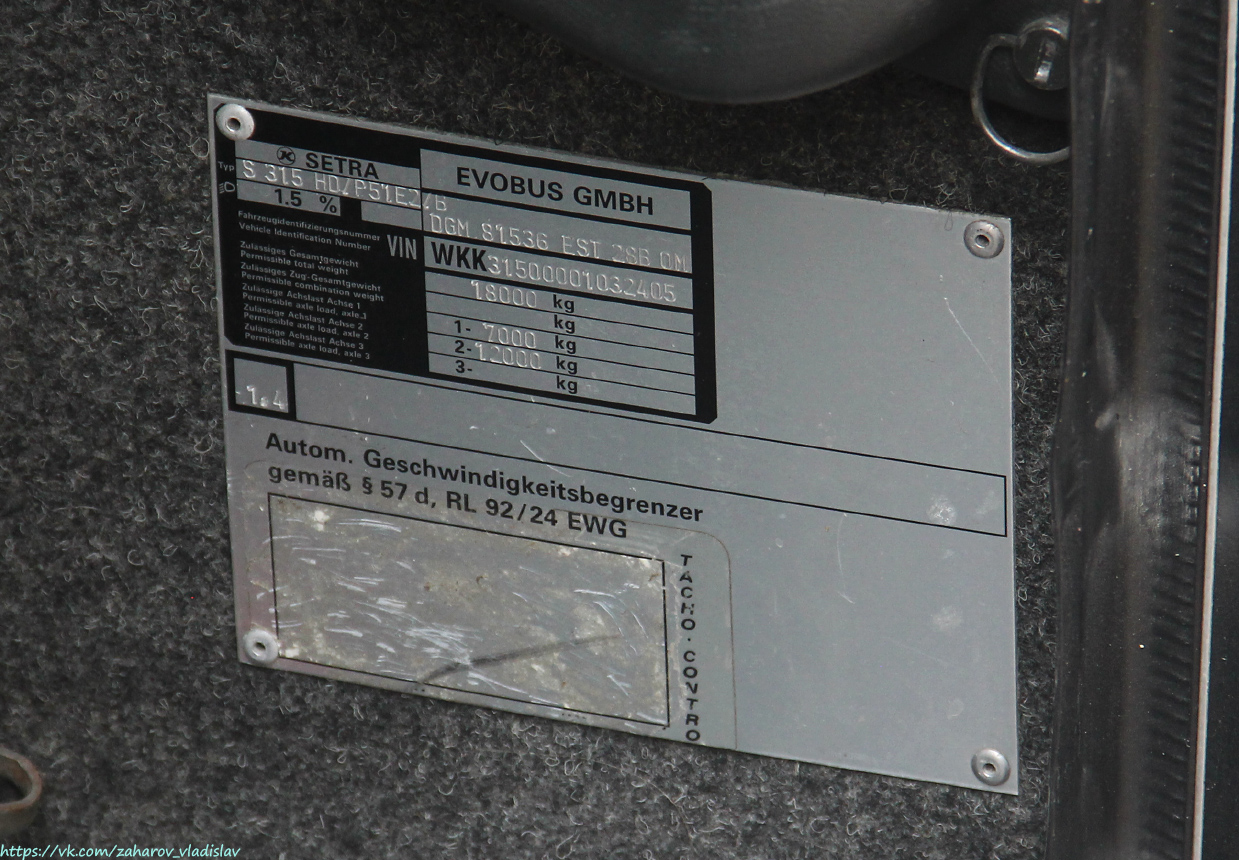 SETRA
EVOBUS GMBH
Typ S 315 HD/P51E2/B
1.5 %
DGM 81536 EST 28B.0M
Fahrzeugidentifizierungsnummer
Vehicle Identification Number
VIN WKK31500001032405
Zulässiges Gesamtgewicht
Permissible total weight
18000 kg
Zulässiges Zug-Gesamtgewicht
Permissible combination weight
kg
Zulässige Achslast Achse 1
Permissible axle load, axle 1
1- 7000 kg
Zulässige Achslast Achse 2
Permissible axle load, axle 2
2- 12000 kg
Zulässige Achslast Achse 3
Permissible axle load, axle 3
3- kg
1.4
Autom. Geschwindigkeitsbegrenzer
gemäß § 57 d, RL 92/24 EWG
TACHO·CONTRO
https://vk.com/zaharov_vladislav